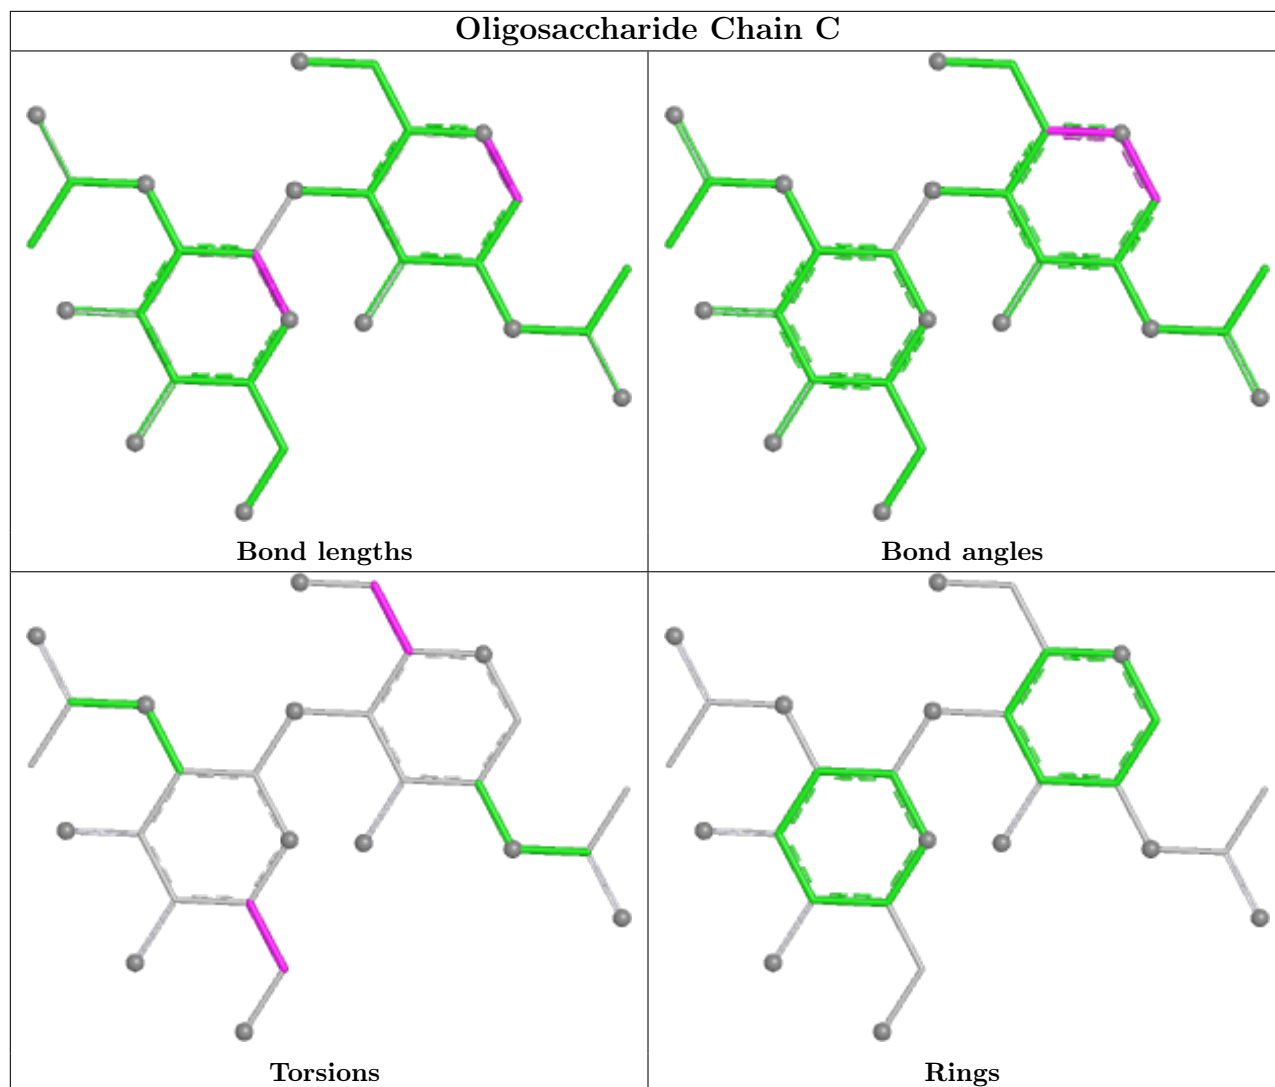 Oligosaccharide Chain C
Bond lengths
Bond angles
Torsions
Rings